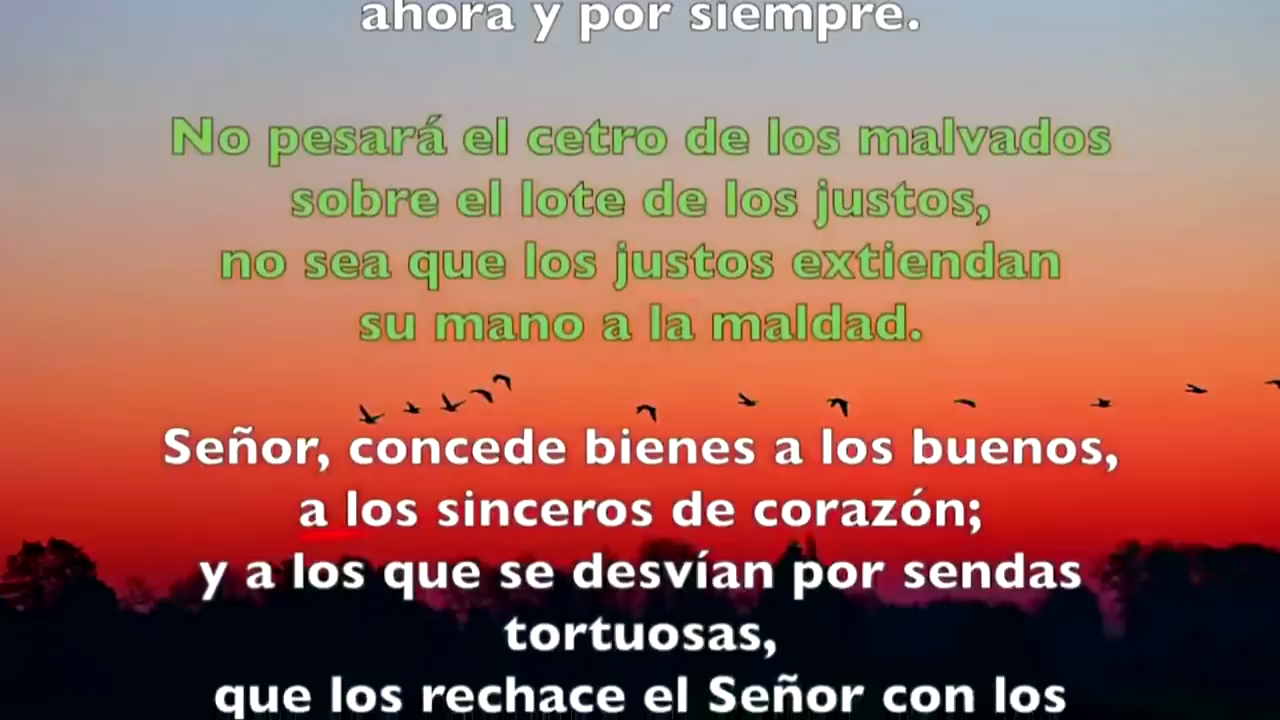 ahora y por siempre.
No pesará el cetro de los malvados
sobre el lote de los justos,
no sea que los justos extiendan
su mano a la maldad.
Señor, concede bienes a los buenos,
a los sinceros de corazón;
y a los que se desvían por sendas
tortuosas,
que los rechace el Señor con los